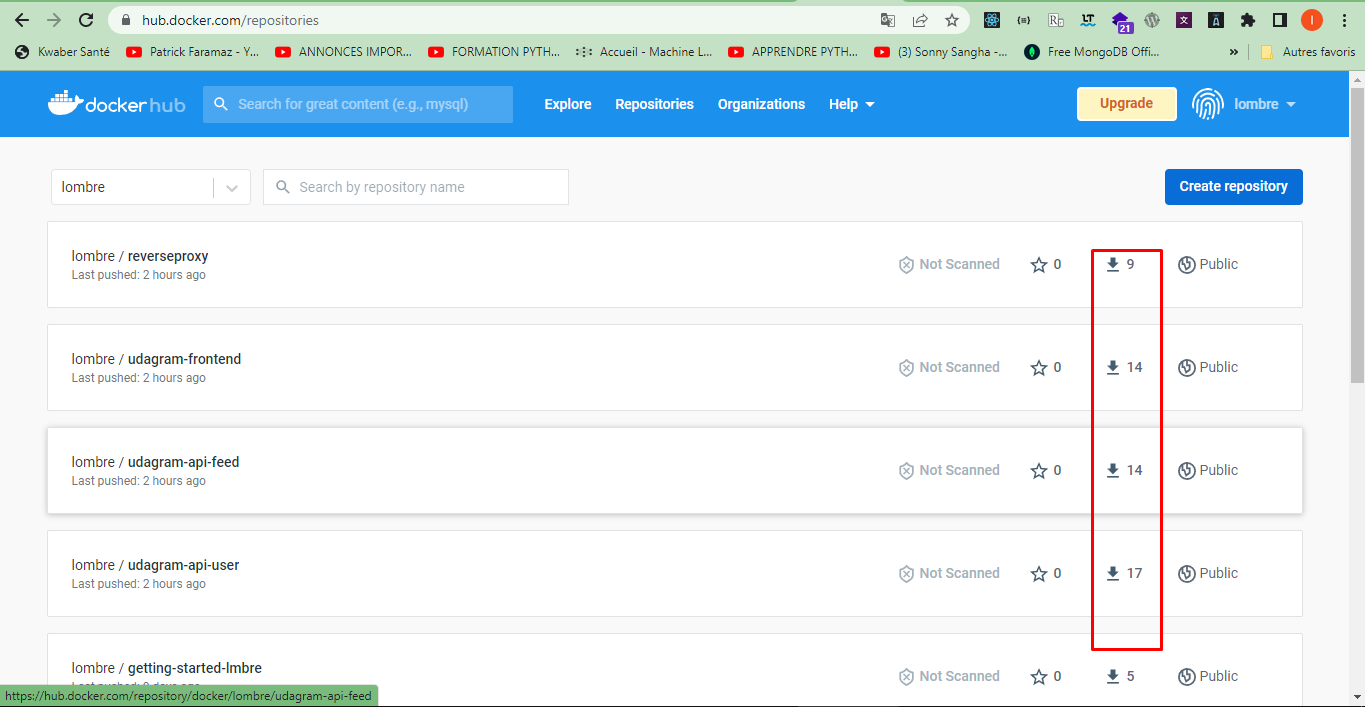 hub.docker.com/repositories
21
Kwaber Santé
Patrick Faramaz - Y...
ANNONCES IMPOR...
FORMATION PYTH...
Accueil - Machine L...
APPRENDRE PYTH...
(3) Sonny Sangha -...
Free MongoDB Offi...
»
Autres favoris
dockerhub
Search for great content (e.g., mysql)
Explore
Repositories
Organizations
Help
Upgrade
lombre
lombre
Search by repository name
Create repository
lombre / reverseproxy
Last pushed: 2 hours ago
Not Scanned
0
9
Public
lombre / udagram-frontend
Last pushed: 2 hours ago
Not Scanned
0
14
Public
lombre / udagram-api-feed
Last pushed: 2 hours ago
Not Scanned
0
14
Public
lombre / udagram-api-user
Last pushed: 2 hours ago
Not Scanned
0
17
Public
lombre / getting-started-lmbre
Not Scanned
0
5
Public
https://hub.docker.com/repository/docker/lombre/udagram-api-feed